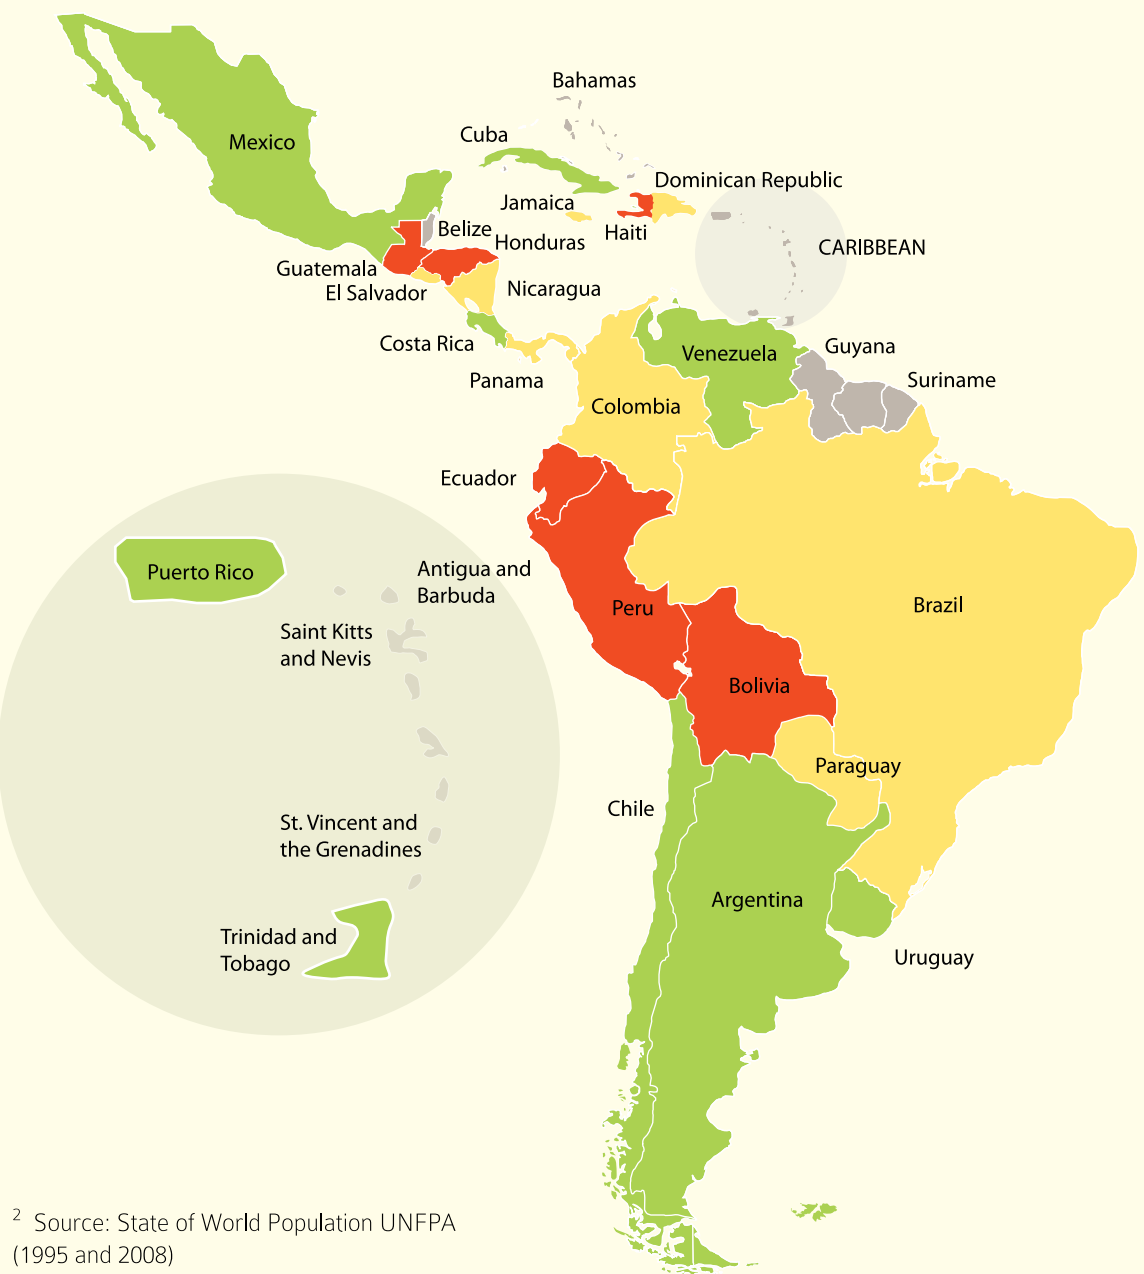 Bahamas
Cuba
Mexico
Dominican Republic
Jamaica
Belize
Haiti
Honduras
CARIBBEAN
Guatemala
El Salvador
Nicaragua
Costa Rica
Venezuela
Guyana
Panama
Suriname
Colombia
Ecuador
Puerto Rico
Antigua and
Barbuda
Peru
Brazil
Saint Kitts
and Nevis
Bolivia
Paraguay
Chile
St. Vincent and
the Grenadines
Argentina
Trinidad and
Tobago
Uruguay
2 Source: State of World Population UNFPA
(1995 and 2008)